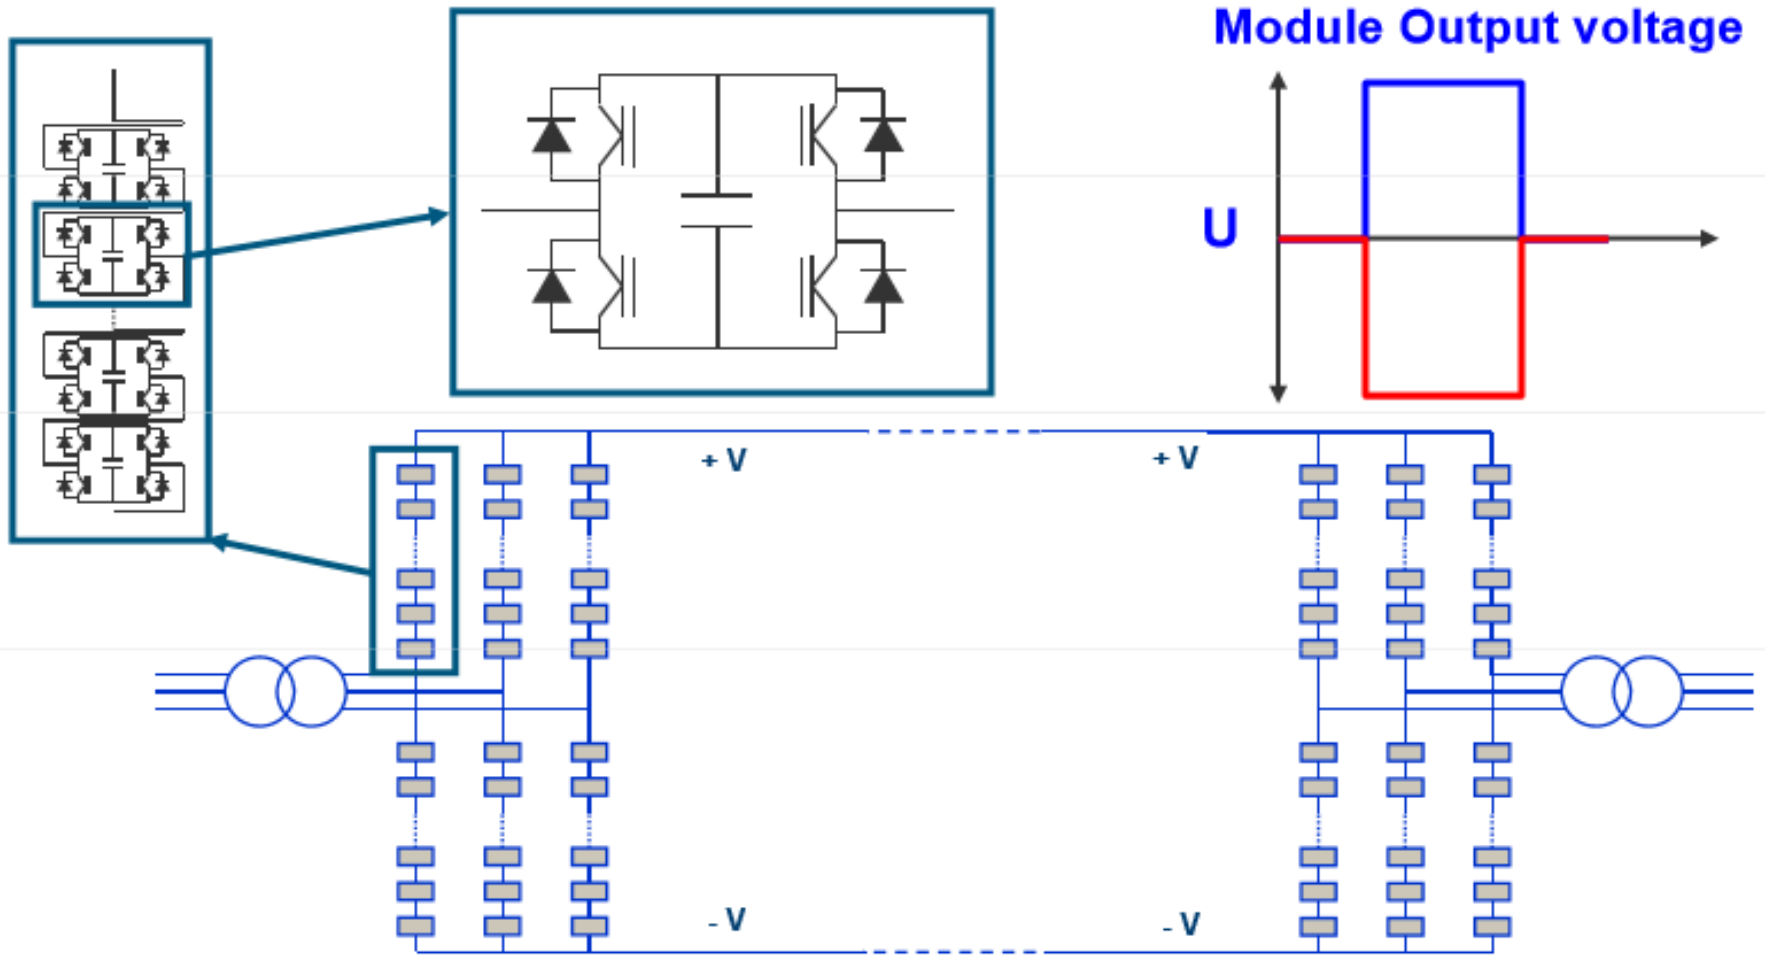 Module Output voltage
U
+ V
+ V
- V
- V